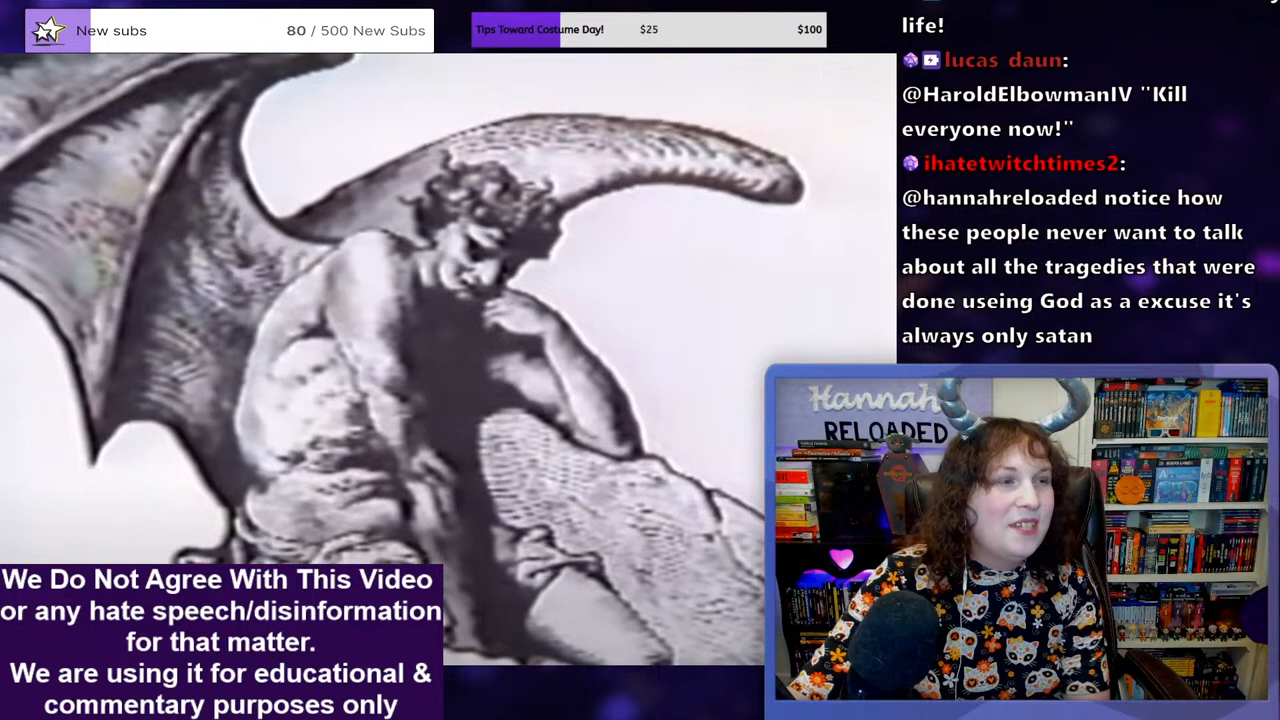 New subs 80 / 500 New Subs
Tips Toward Costume Day! $25 $100
life!
lucas_daun:
@HaroldElbowmanIV "Kill
everyone now!"
ihatetwitchtimes2:
@hannahreloaded notice how
these people never want to talk
about all the tragedies that were
done useing God as a excuse it's
always only satan
Hannah
RELOADED
We Do Not Agree With This Video
or any hate speech/disinformation
for that matter.
We are using it for educational &
commentary purposes only